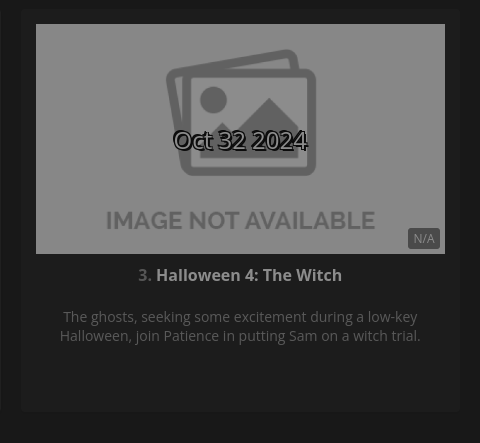 Oct 32 2024
IMAGE NOT AVAILABLE
N/A
3. Halloween 4: The Witch
The ghosts, seeking some excitement during a low-key
Halloween, join Patience in putting Sam on a witch trial.